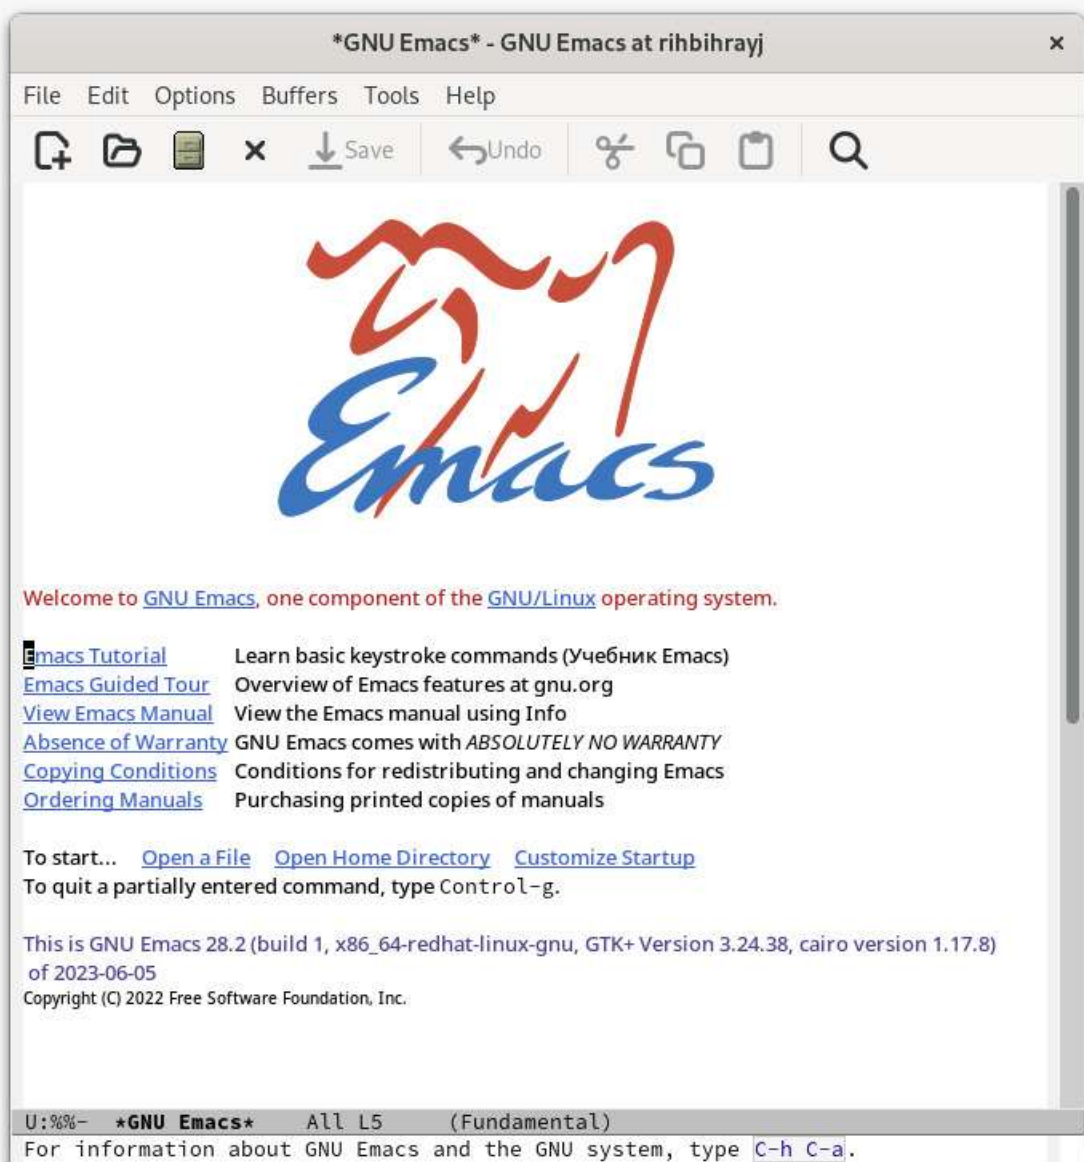 *GNU Emacs* - GNU Emacs at rihbihrayj
File Edit Options Buffers Tools Help
Save Undo
Emacs
Welcome to GNU Emacs, one component of the GNU/Linux operating system.
Emacs Tutorial Learn basic keystroke commands (Учебник Emacs)
Emacs Guided Tour Overview of Emacs features at gnu.org
View Emacs Manual View the Emacs manual using Info
Absence of Warranty GNU Emacs comes with ABSOLUTELY NO WARRANTY
Copying Conditions Conditions for redistributing and changing Emacs
Ordering Manuals Purchasing printed copies of manuals
To start... Open a File Open Home Directory Customize Startup
To quit a partially entered command, type Control-g.
This is GNU Emacs 28.2 (build 1, x86_64-redhat-linux-gnu, GTK+ Version 3.24.38, cairo version 1.17.8)
of 2023-06-05
Copyright (C) 2022 Free Software Foundation, Inc.
U:%%- *GNU Emacs* All L5 (Fundamental)
For information about GNU Emacs and the GNU system, type C-h C-a.